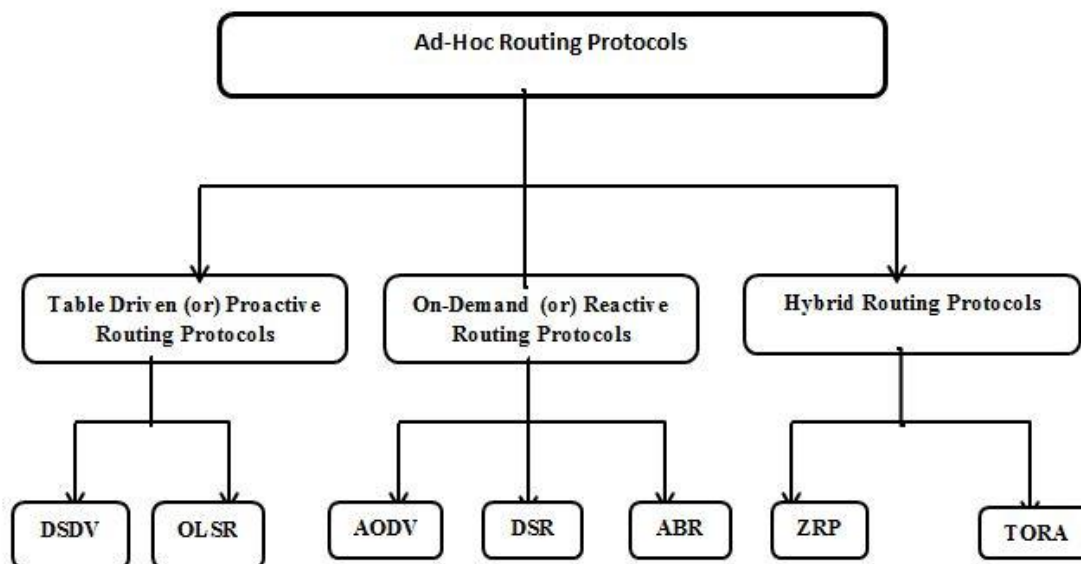 Ad-Hoc Routing Protocols
Table Driven (or) Proactive
Routing Protocols
On-Demand (or) Reactive
Routing Protocols
Hybrid Routing Protocols
DSDV
OLSR
AODV
DSR
ABR
ZRP
TORA